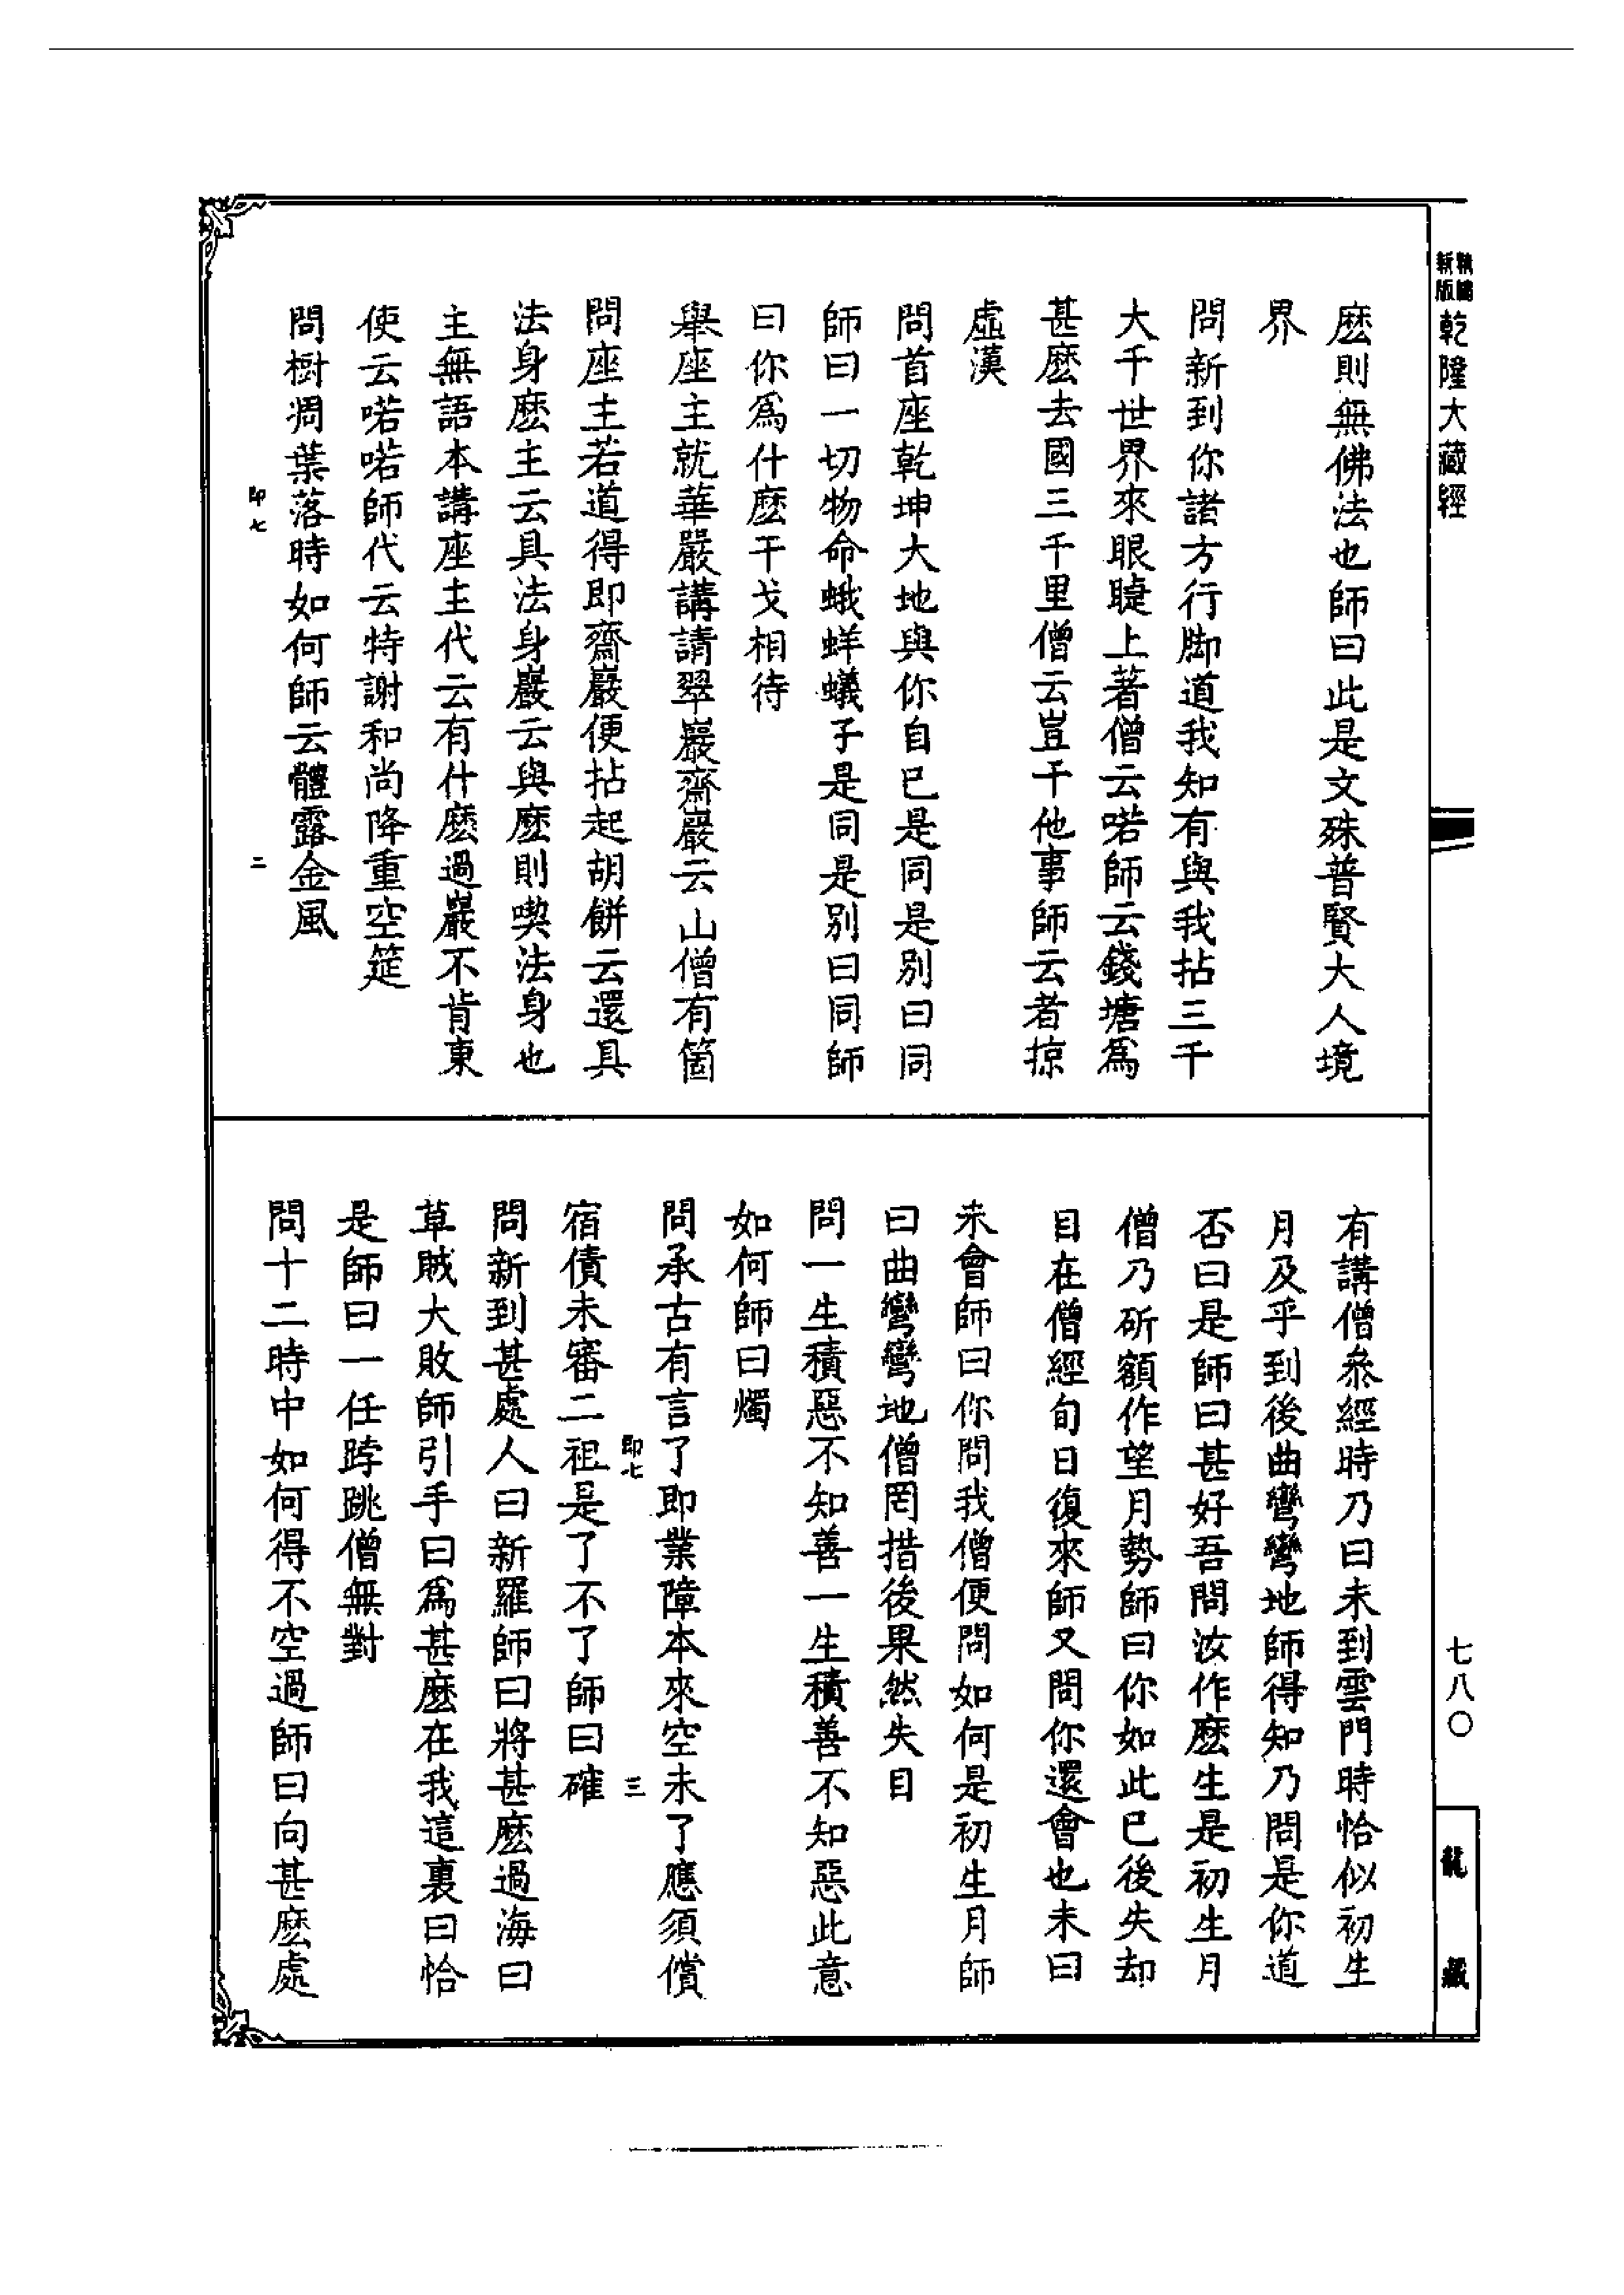 新版
乾隆大藏經
七八〇
龍藏
麽則無佛法也師曰此是文殊普賢大人境
界
問新到你諸方行脚道我知有與我拈三千
大千世界來眼睫上著僧云喏師云錢塘爲
甚麽去國三千里僧云豈干他事師云者掠
虛漢
問首座乾坤大地與你自已是同是别曰同
師曰一切物命蛾蛘蟻子是同是别曰同師
曰你爲什麽干戈相待
舉座主就華嚴講請翠巖齋巖云山僧有箇
問座主若道得即齋巖便拈起胡餅云還具
法身麽主云具法身巖云與麽則喫法身也
主無語本講座主代云有什麽過巖不肯東
使云喏喏師代云特謝和尚降重空筵
問樹凋葉落時如何師云體露金風
印七
二
有講僧叅經時乃曰未到雲門時恰似初生
月及乎到後曲彎彎地師得知乃問是你道
否曰是師曰甚好吾問汝作麽生是初生月
僧乃斫額作望月勢師曰你如此已後失却
目在僧經旬日復來師又問你還會也未曰
未會師曰你問我僧便問如何是初生月師
曰曲彎彎地僧罔措後果然失目
問一生積惡不知善一生積善不知惡此意
如何師曰燭
問承古有言了即業障本來空未了應須償
印七
三
宿債未審二祖是了不了師曰確
問新到甚處人曰新羅師曰將甚麽過海曰
草賊大敗師引手曰爲甚麽在我這裏曰恰
是師曰一任𨁝跳僧無對
問十二時中如何得不空過師曰向甚麽處